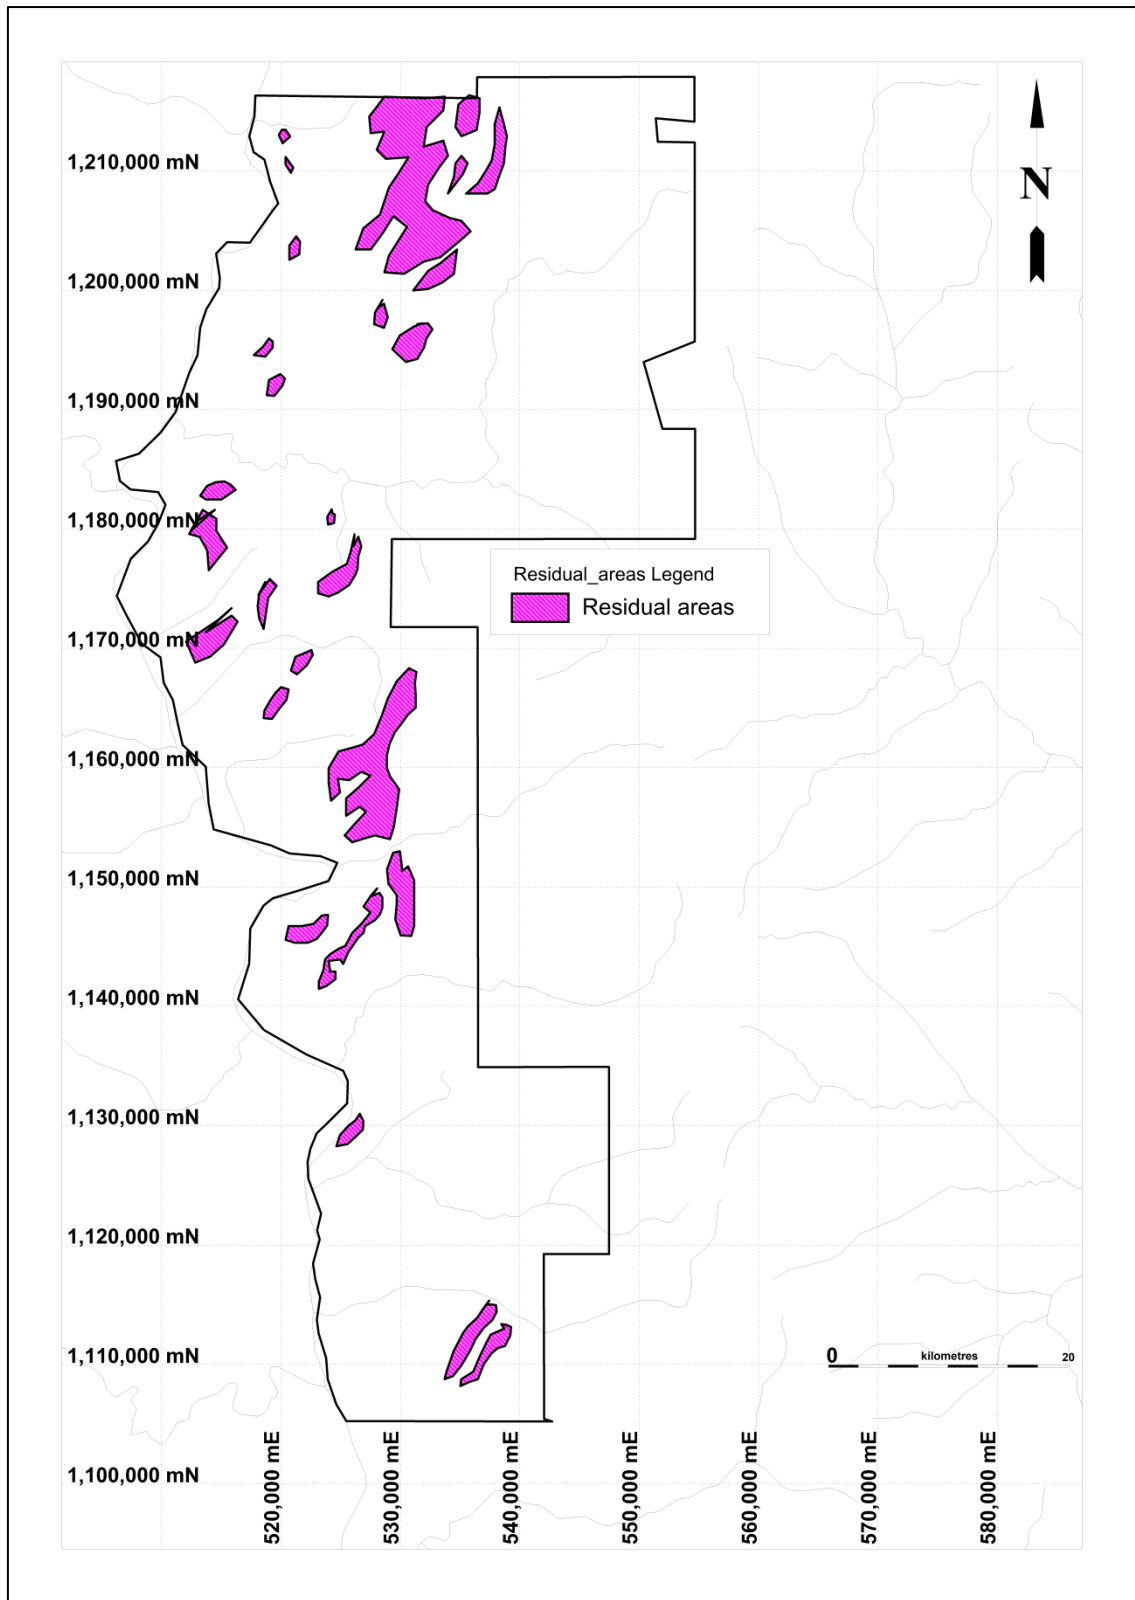 N
1,210,000 mN
1,200,000 mN
1,190,000 mN
1,180,000 mN
Residual_areas Legend
Residual areas
1,170,000 mN
1,160,000 mN
1,150,000 mN
1,140,000 mN
1,130,000 mN
1,120,000 mN
1,110,000 mN
0 kilometres 20
1,100,000 mN
520,000 mE
530,000 mE
540,000 mE
550,000 mE
560,000 mE
570,000 mE
580,000 mE